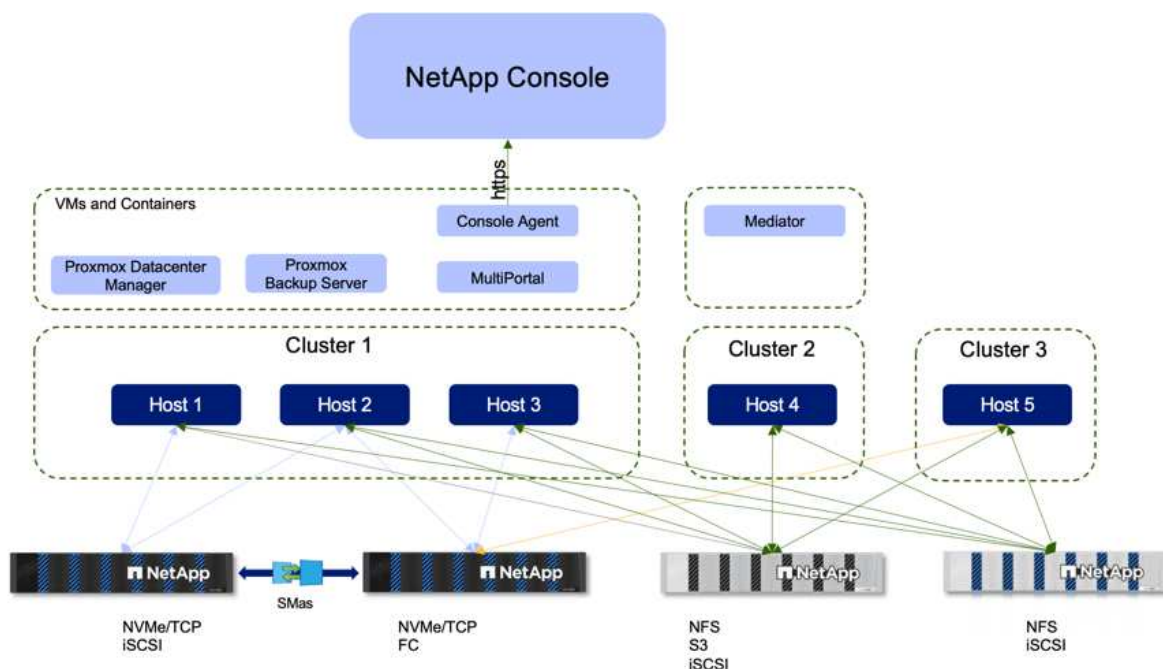 NetApp Console
https
VMs and Containers
Console Agent
Mediator
Proxmox Datacenter
Manager
Proxmox
Backup Server
MultiPortal
Cluster 1
Cluster 2
Cluster 3
Host 1
Host 2
Host 3
Host 4
Host 5
NetApp
NetApp
NetApp
NetApp
SMas
NVMe/TCP
iSCSI
NVMe/TCP
FC
NFS
S3
iSCSI
NFS
iSCSI